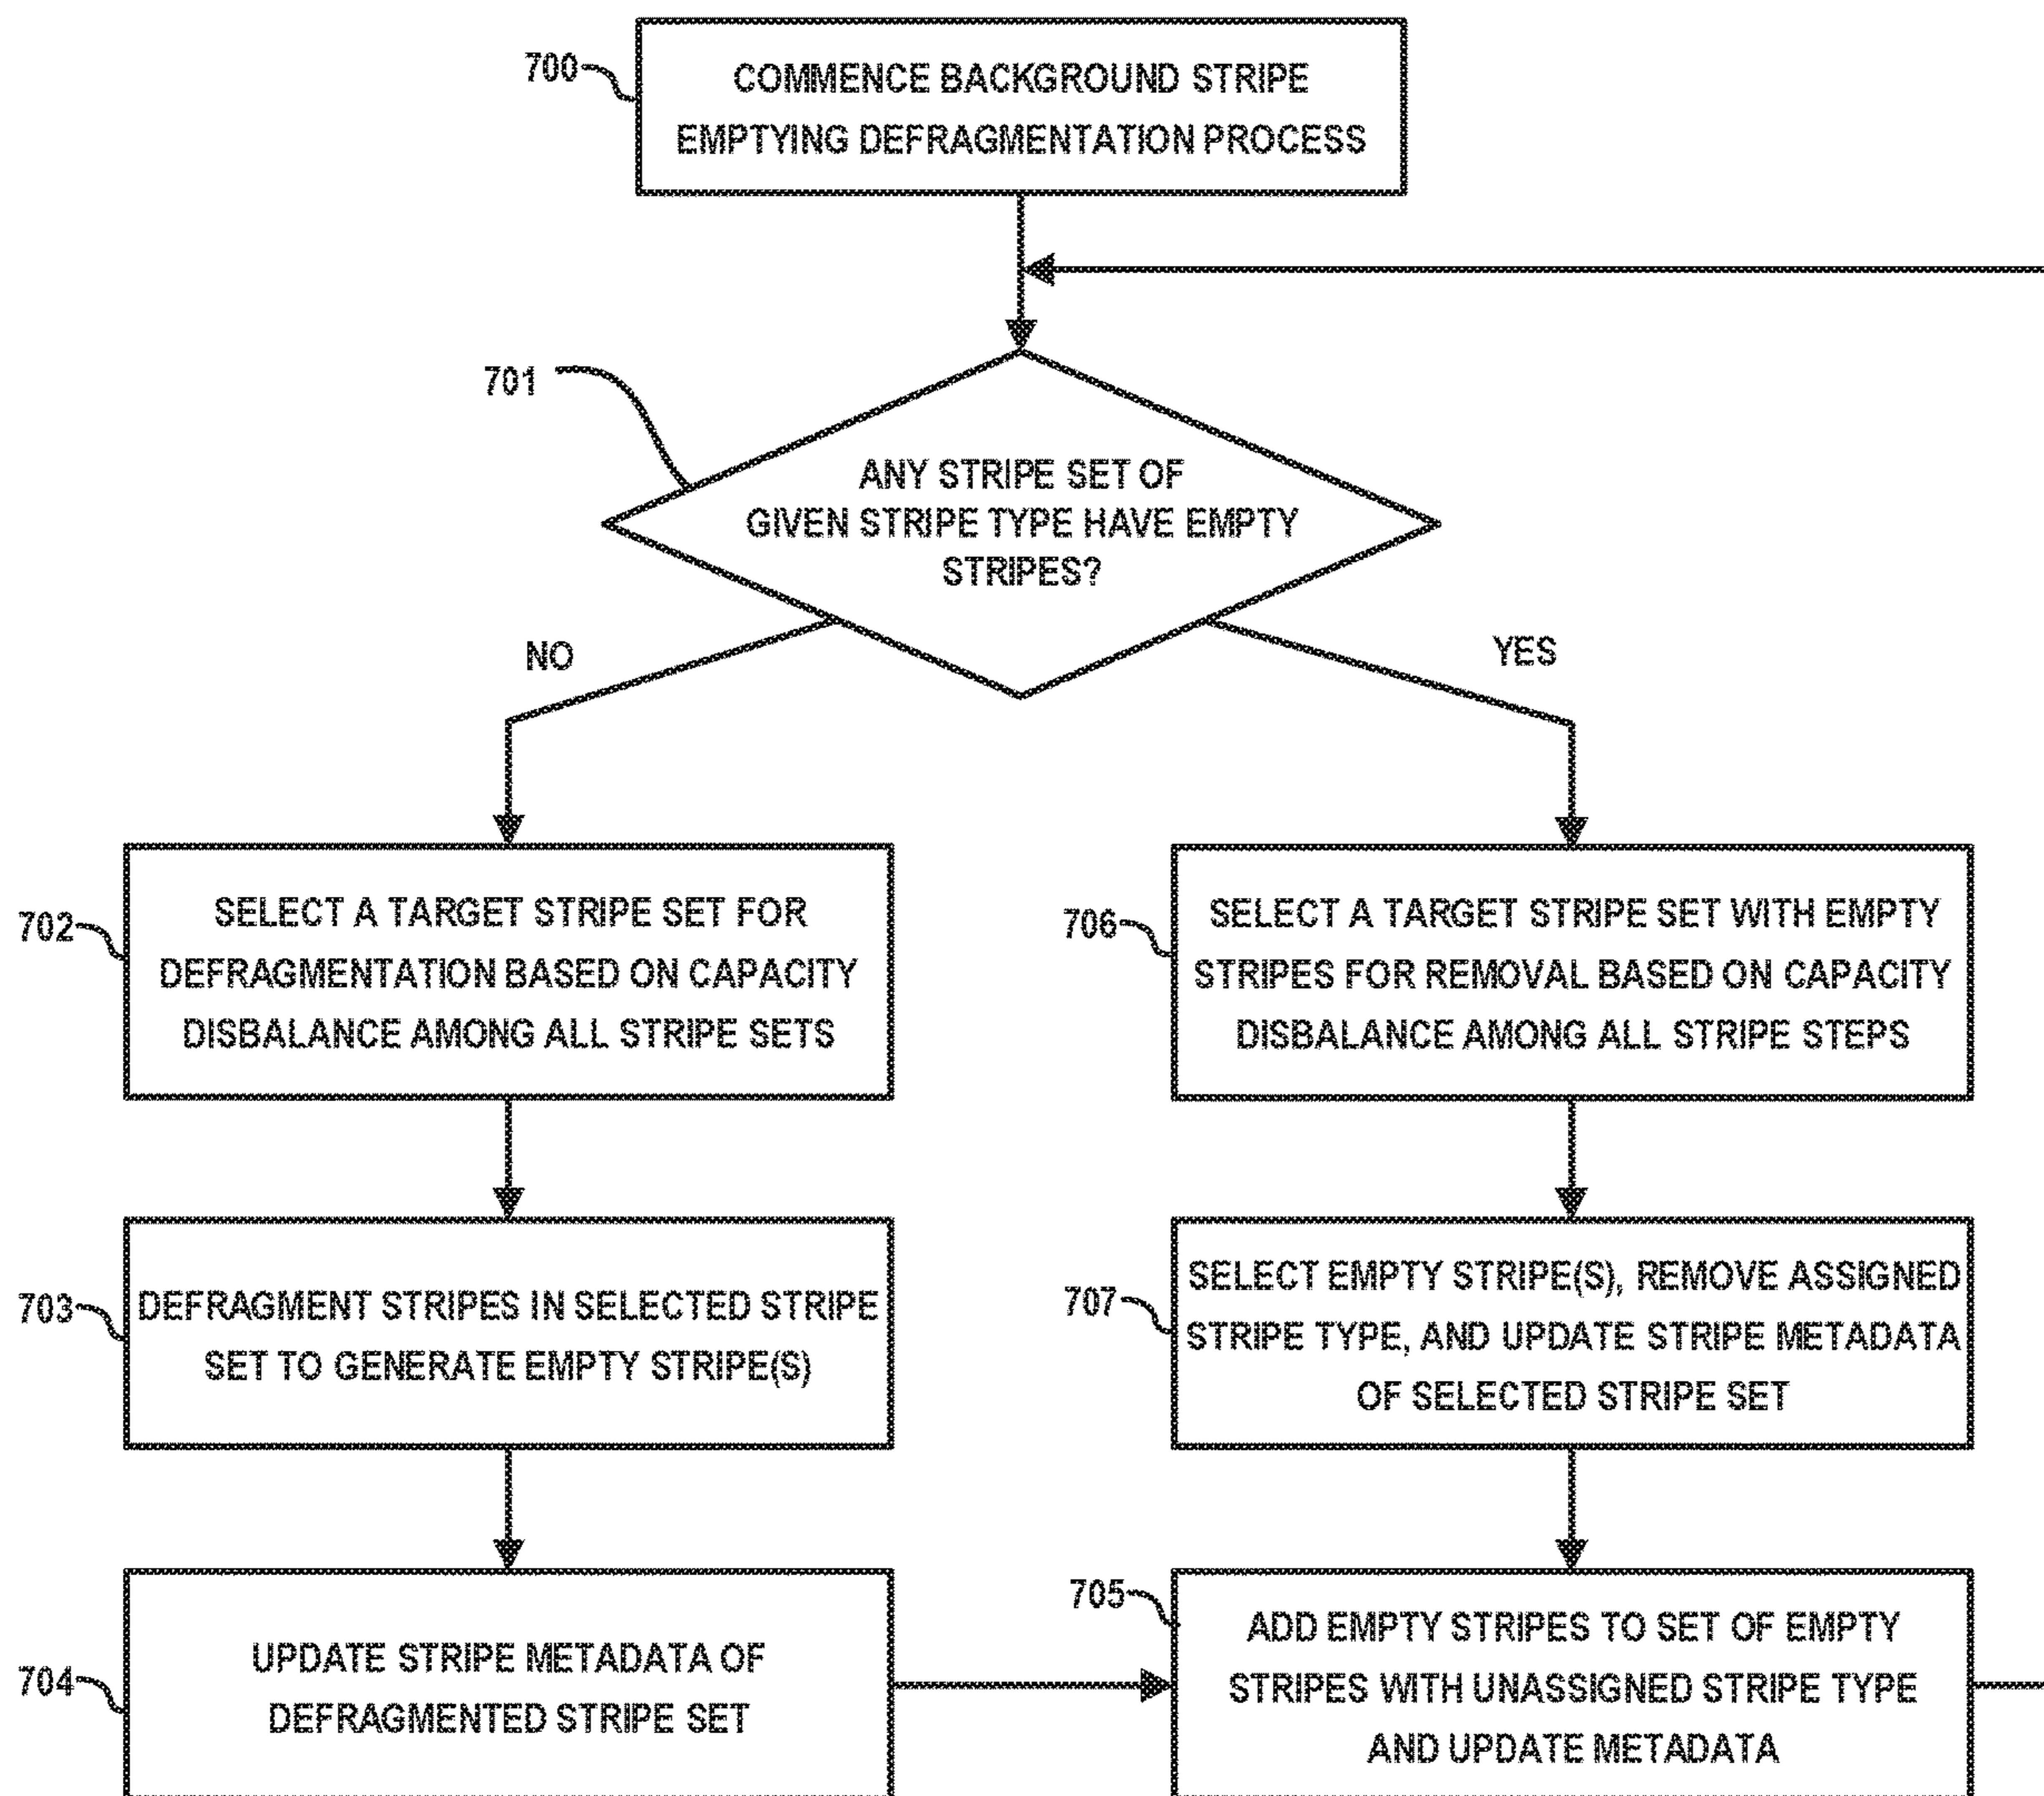 700
COMMENCE BACKGROUND STRIPE
EMPTYING DEFRAGMENTATION PROCESS
701
ANY STRIPE SET OF
GIVEN STRIPE TYPE HAVE EMPTY
STRIPES?
NO
YES
702
SELECT A TARGET STRIPE SET FOR
DEFRAGMENTATION BASED ON CAPACITY
DISBALANCE AMONG ALL STRIPE SETS
706
SELECT A TARGET STRIPE SET WITH EMPTY
STRIPES FOR REMOVAL BASED ON CAPACITY
DISBALANCE AMONG ALL STRIPE STEPS
703
DEFRAGMENT STRIPES IN SELECTED STRIPE
SET TO GENERATE EMPTY STRIPE(S)
707
SELECT EMPTY STRIPE(S), REMOVE ASSIGNED
STRIPE TYPE, AND UPDATE STRIPE METADATA
OF SELECTED STRIPE SET
704
UPDATE STRIPE METADATA OF
DEFRAGMENTED STRIPE SET
705
ADD EMPTY STRIPES TO SET OF EMPTY
STRIPES WITH UNASSIGNED STRIPE TYPE
AND UPDATE METADATA